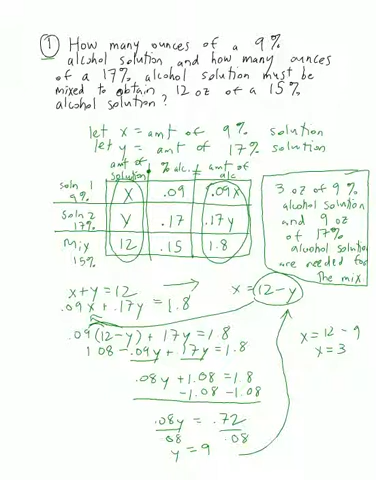 ① How many ounces of a 9%
alcohol solution and how many ounces
of a 17% alcohol solution must be
mixed to obtain 12 oz of a 15%
alcohol solution?
let x = amt of 9% solution
let y = amt of 17% solution
amt of solution · % alc. = amt of alc
soln 1 9% X .09 .09x
soln 2 17% Y .17 .17y
Mix 15% 12 .15 1.8
3 oz of 9%
alcohol solution
and 9 oz
of 17%
alcohol solution
are needed for
the mix
x + y = 12
.09x + .17y = 1.8
x = 12 - y
.09(12-y) + .17y = 1.8
1.08 - .09y + .17y = 1.8
.08y + 1.08 = 1.8
-1.08 -1.08
.08y = .72
.08 .08
y = 9
x = 12 - 9
x = 3